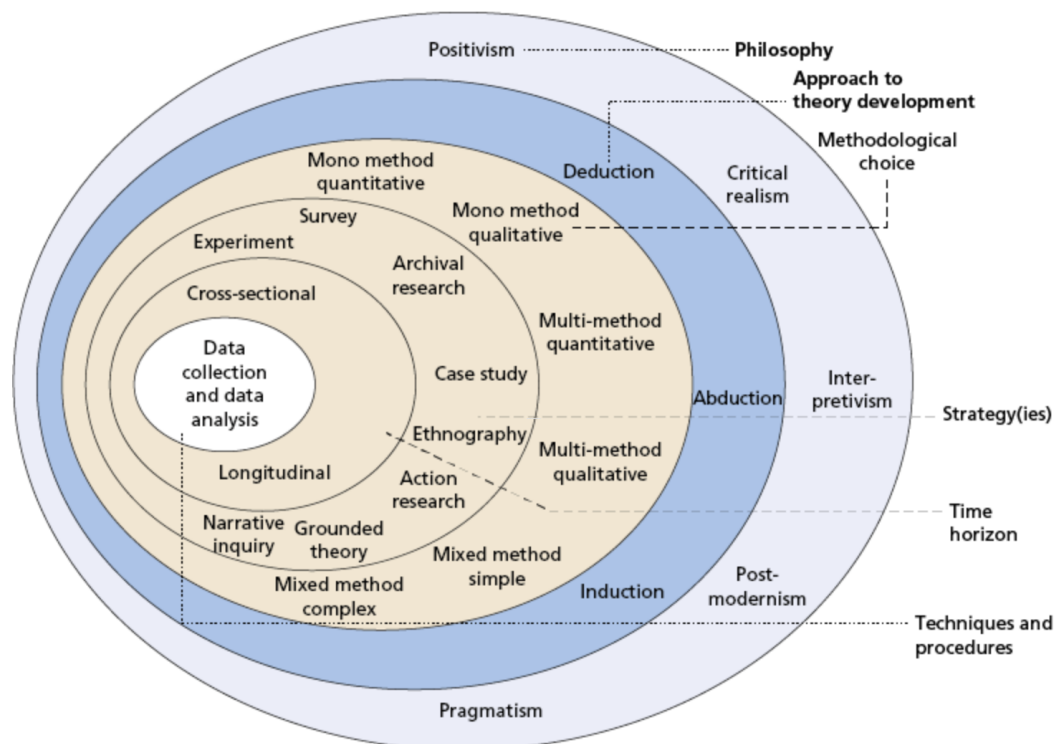 Positivism
Philosophy
Approach to
theory development
Methodological
choice
Mono method
quantitative
Deduction
Critical
realism
Survey
Mono method
qualitative
Experiment
Archival
research
Cross-sectional
Multi-method
quantitative
Data
collection
and data
analysis
Case study
Abduction
Inter-
pretivism
Strategy(ies)
Ethnography
Multi-method
qualitative
Longitudinal
Action
research
Time
horizon
Narrative
inquiry
Grounded
theory
Mixed method
simple
Mixed method
complex
Induction
Post-
modernism
Techniques and
procedures
Pragmatism